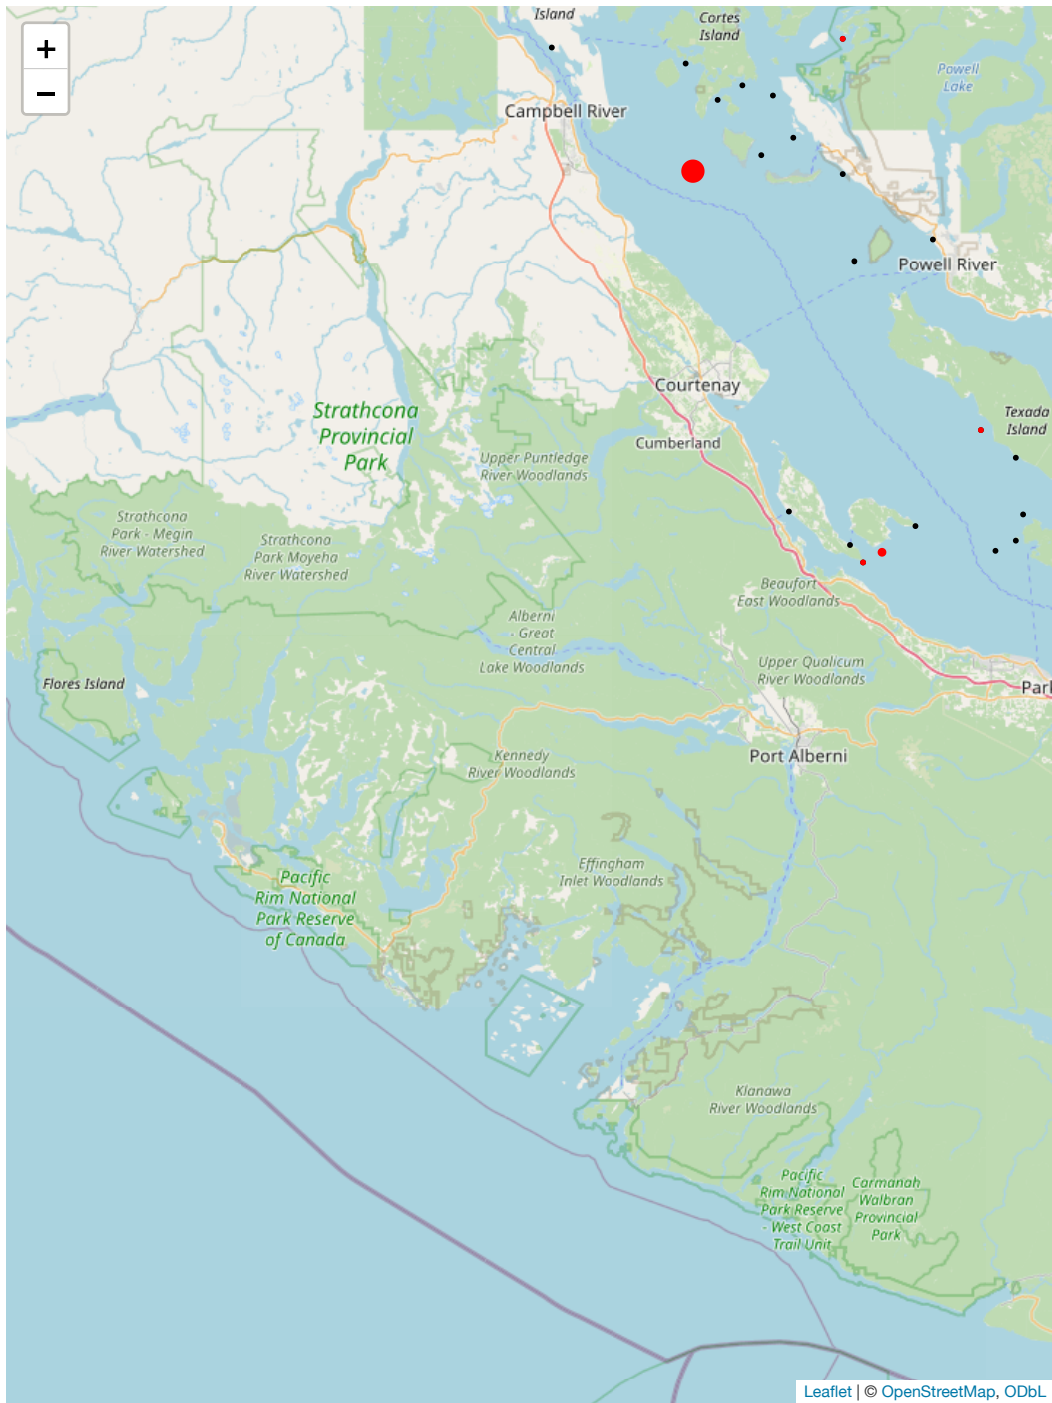 Island
Cortes
Island
+
−
Powell
Lake
Campbell River
Powell River
Courtenay
Strathcona
Provincial
Park
Texada
Island
Cumberland
Upper Puntledge
River Woodlands
Strathcona
Park - Megin
River Watershed
Strathcona
Park Moyeha
River Watershed
Beaufort
East Woodlands
Alberni
- Great
Central
Lake Woodlands
Upper Qualicum
River Woodlands
Flores Island
Park
Kennedy
River Woodlands
Port Alberni
Effingham
Inlet Woodlands
Pacific
Rim National
Park Reserve
of Canada
Klanawa
River Woodlands
Pacific
Rim National
Park Reserve
- West Coast
Trail Unit
Carmanah
Walbran
Provincial
Park
Leaflet | © OpenStreetMap, ODbL